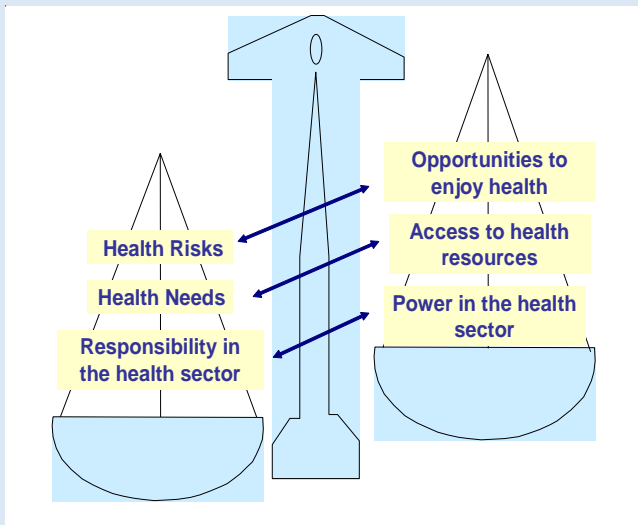 Health Risks
Health Needs
Responsibility in
the health sector
Opportunities to
enjoy health
Access to health
resources
Power in the health
sector